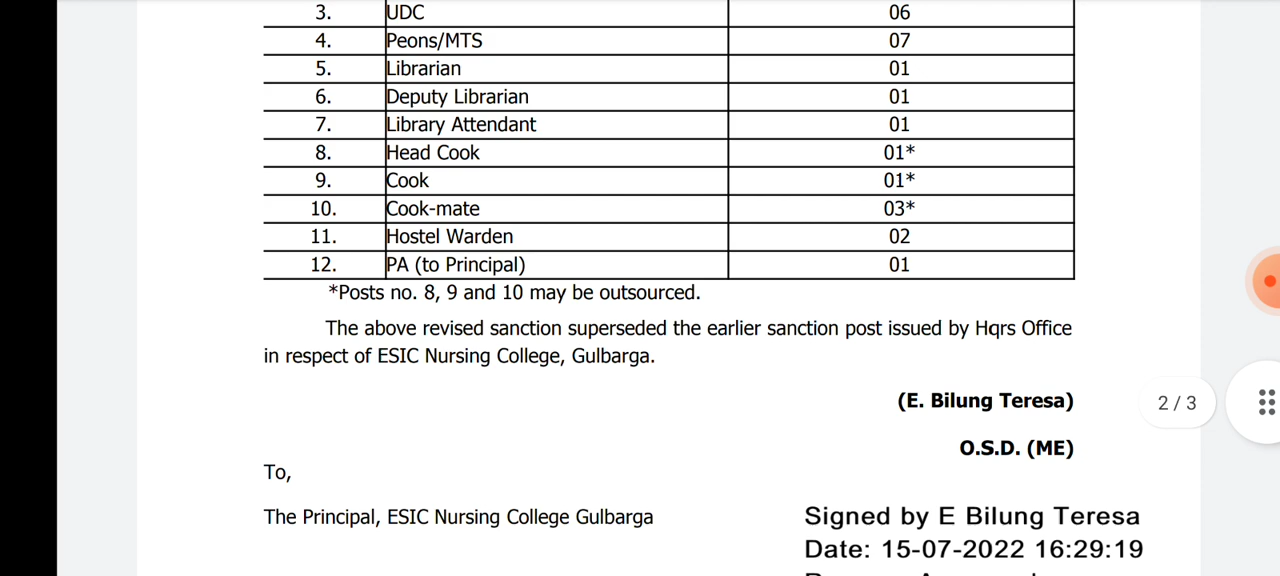 3. UDC 06
4. Peons/MTS 07
5. Librarian 01
6. Deputy Librarian 01
7. Library Attendant 01
8. Head Cook 01*
9. Cook 01*
10. Cook-mate 03*
11. Hostel Warden 02
12. PA (to Principal) 01
*Posts no. 8, 9 and 10 may be outsourced.
The above revised sanction superseded the earlier sanction post issued by Hqrs Office
in respect of ESIC Nursing College, Gulbarga.
(E. Bilung Teresa)
2 / 3
O.S.D. (ME)
To,
The Principal, ESIC Nursing College Gulbarga
Signed by E Bilung Teresa
Date: 15-07-2022 16:29:19